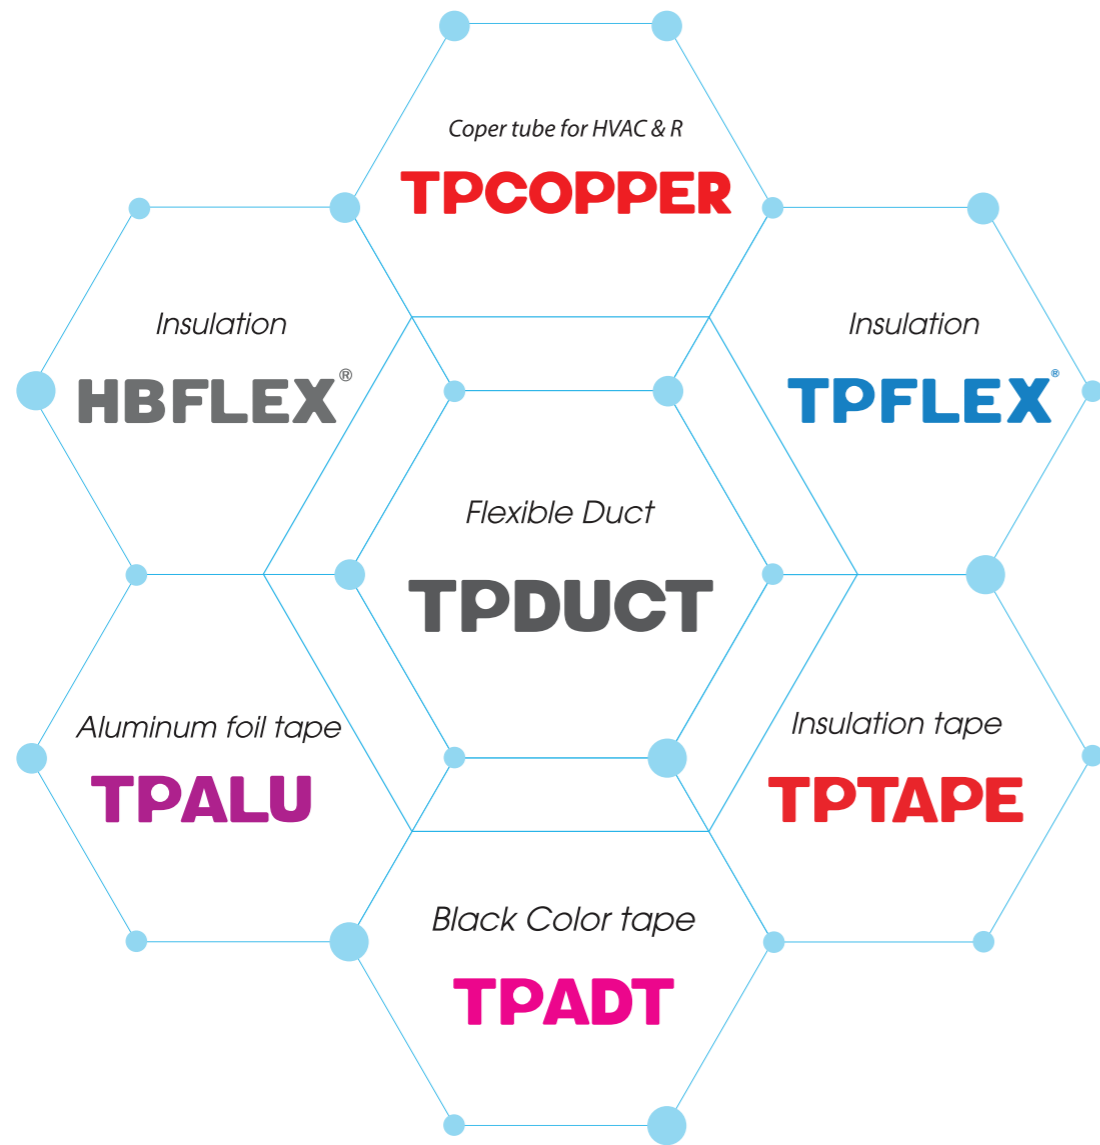 Coper tube for HVAC & R
TPCOPPER
Insulation
HBFLEX®
Insulation
TPFLEX®
Flexible Duct
TPDUCT
Aluminum foil tape
TPALU
Insulation tape
TPTAPE
Black Color tape
TPADT